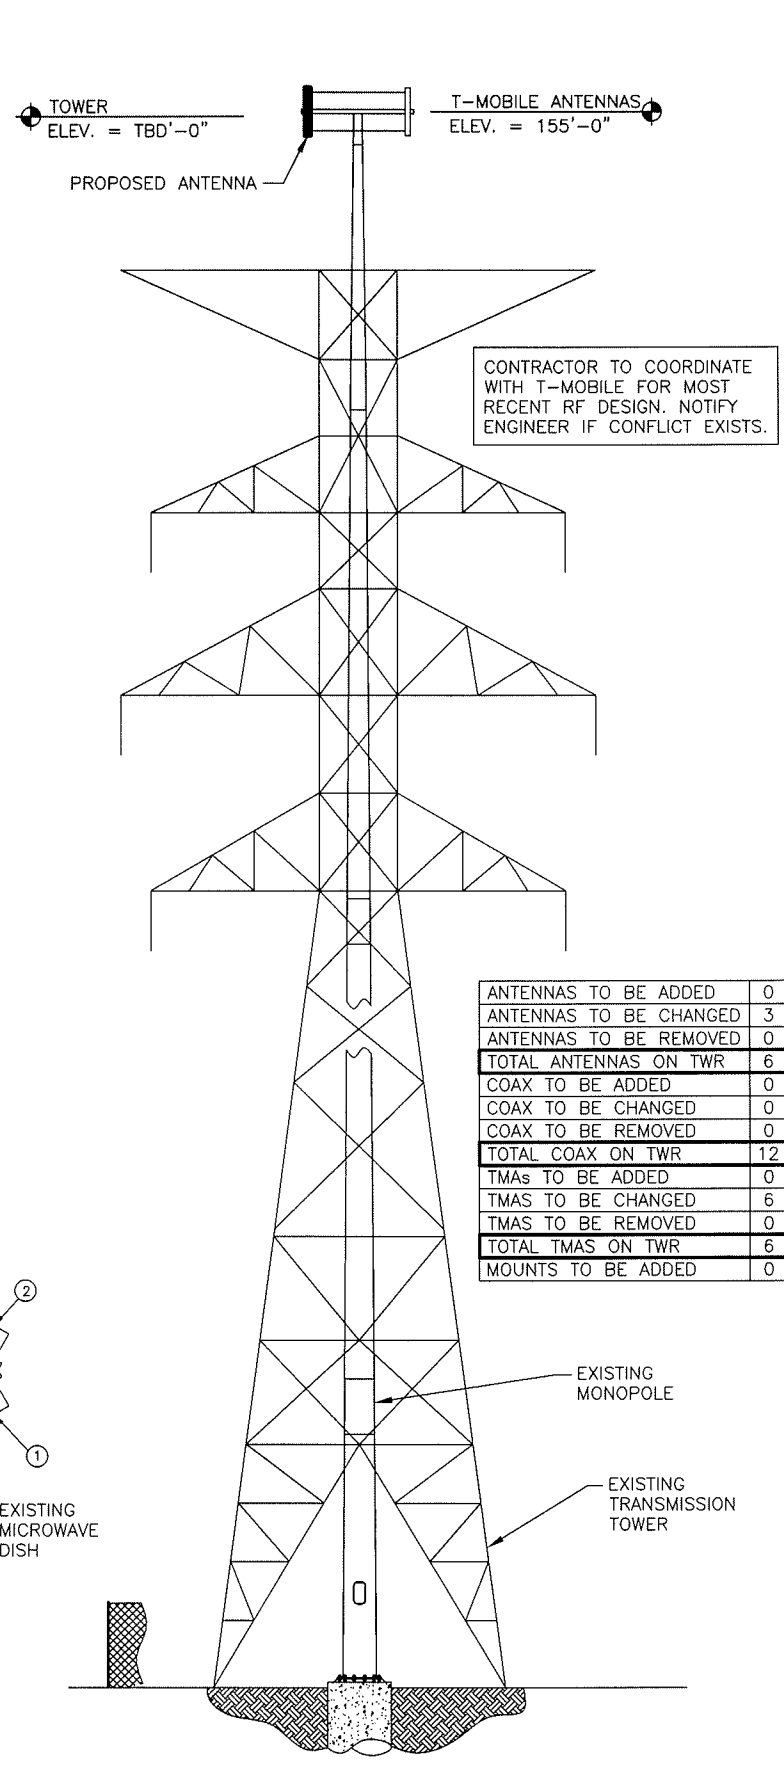 TOWER
ELEV. = TBD'-0"
T-MOBILE ANTENNAS
ELEV. = 155'-0"
PROPOSED ANTENNA
CONTRACTOR TO COORDINATE
WITH T-MOBILE FOR MOST
RECENT RF DESIGN. NOTIFY
ENGINEER IF CONFLICT EXISTS.
ANTENNAS TO BE ADDED 0
ANTENNAS TO BE CHANGED 3
ANTENNAS TO BE REMOVED 0
TOTAL ANTENNAS ON TWR 6
COAX TO BE ADDED 0
COAX TO BE CHANGED 0
COAX TO BE REMOVED 0
TOTAL COAX ON TWR 12
TMAs TO BE ADDED 0
TMAS TO BE CHANGED 6
TMAS TO BE REMOVED 0
TOTAL TMAS ON TWR 6
MOUNTS TO BE ADDED 0
2
EXISTING
MONOPOLE
1
EXISTING
TRANSMISSION
TOWER
EXISTING
MICROWAVE
DISH